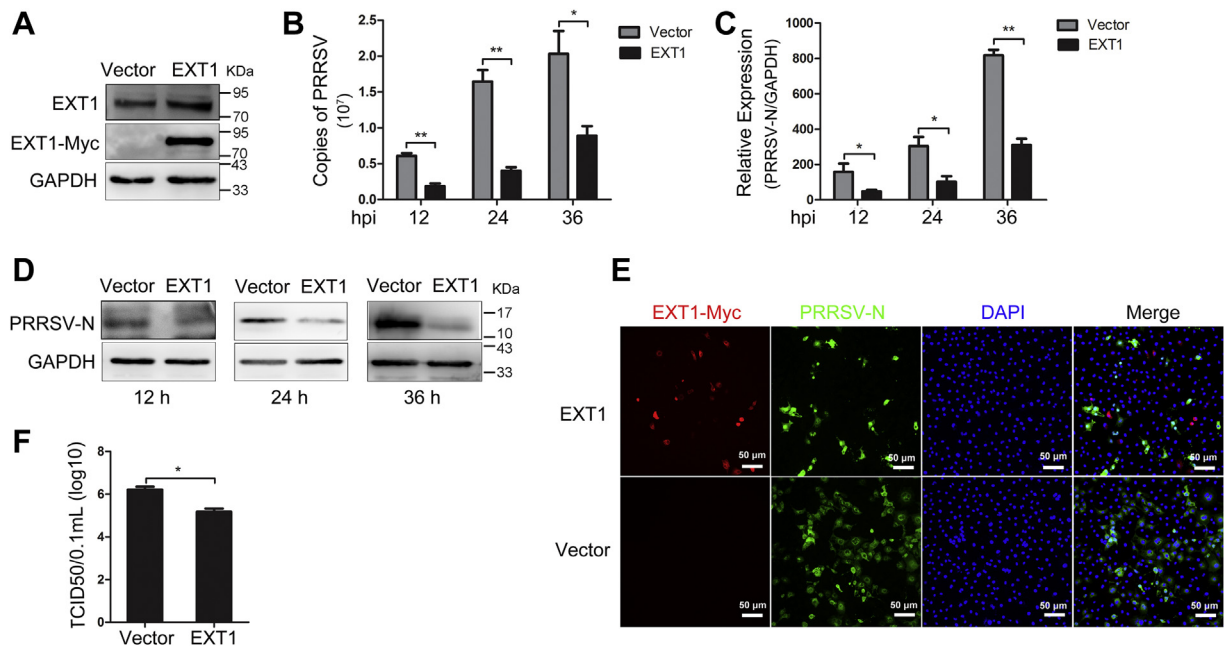 A
Vector EXT1 KDa
EXT1
95
70
EXT1-Myc
95
70
GAPDH
43
33
B
Copies of PRRSV
(10⁷)
2.5
2.0
1.5
1.0
0.5
0.0
**
**
*
Vector
EXT1
hpi 12 24 36
C
Relative Expression
(PRRSV-N/GAPDH)
1000
800
600
400
200
0
*
*
**
Vector
EXT1
hpi 12 24 36
D
Vector EXT1 Vector EXT1 Vector EXT1 KDa
PRRSV-N
17
10
GAPDH
43
33
12 h 24 h 36 h
E
EXT1-Myc PRRSV-N DAPI Merge
EXT1
50 µm 50 µm 50 µm 50 µm
Vector
50 µm 50 µm 50 µm 50 µm
F
TCID50/0.1mL (log10)
8
6
4
2
0
*
Vector EXT1